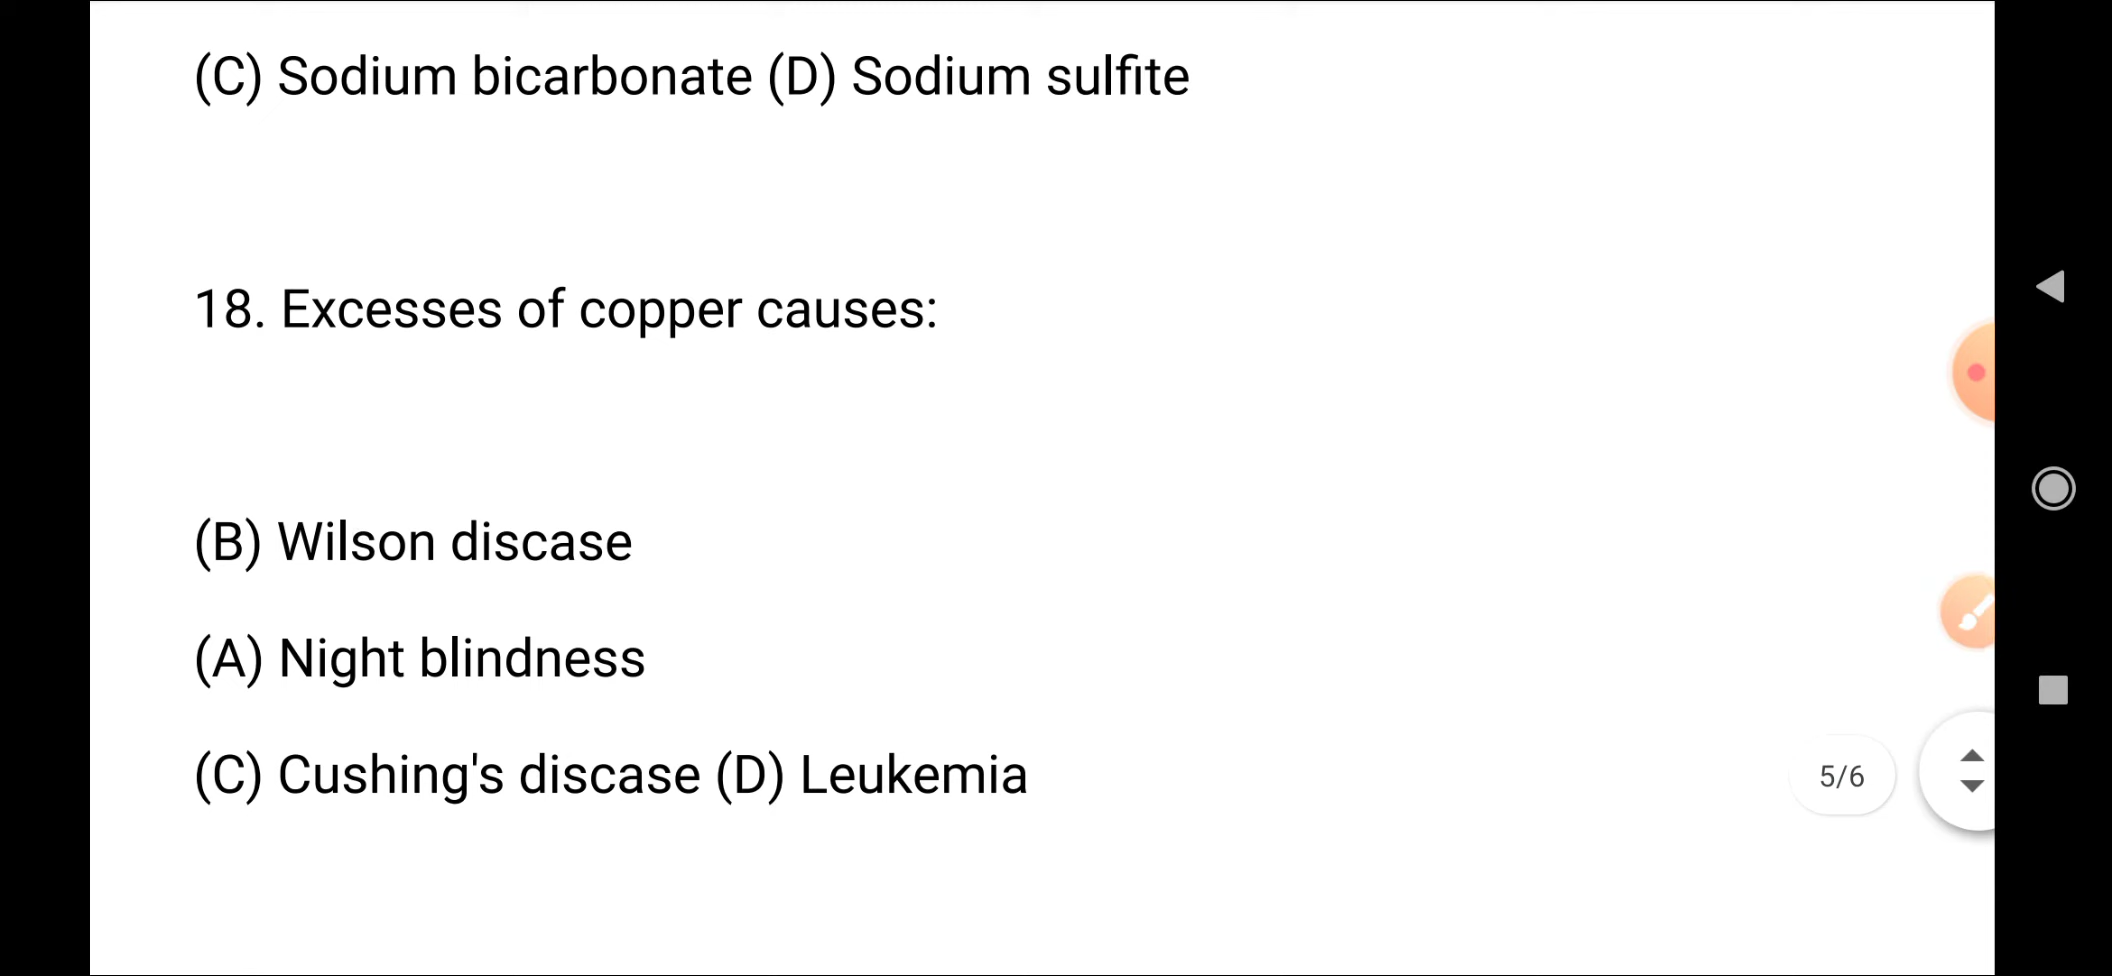 (C) Sodium bicarbonate (D) Sodium sulfite
18. Excesses of copper causes:
(B) Wilson discase
(A) Night blindness
(C) Cushing's discase (D) Leukemia
5/6